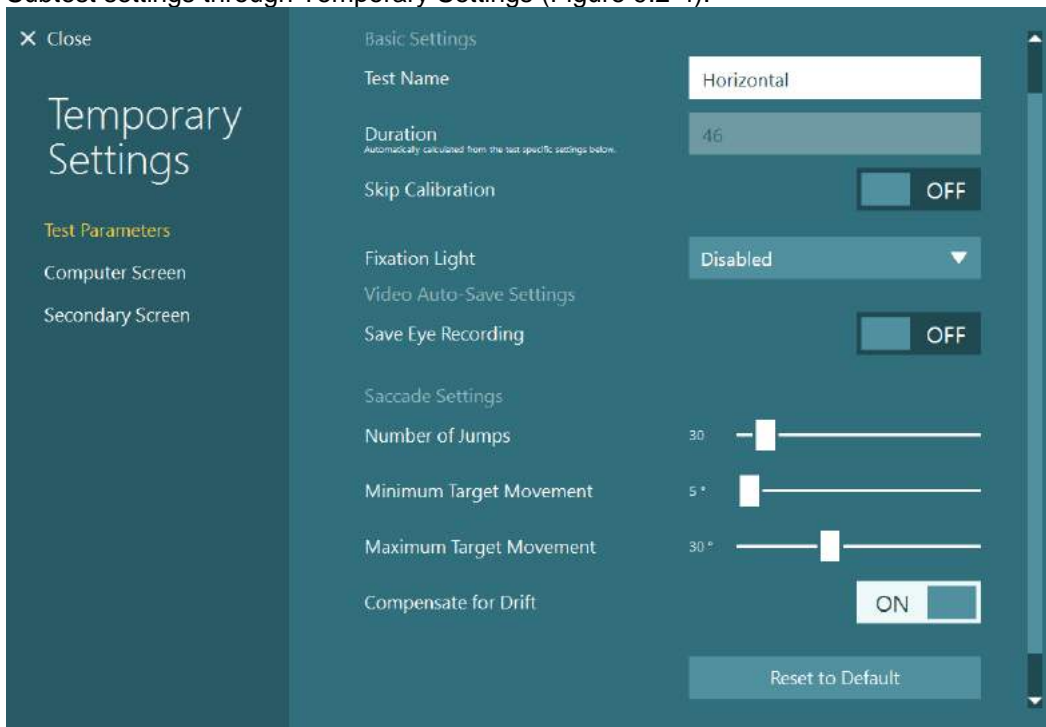 Subtest settings through Temporary Settings (Figure
✕ Close
Temporary
Settings
Test Parameters
Computer Screen
Secondary Screen
Basic Settings
Test Name
Horizontal
Duration
46
Automatically calculated from the test specific settings below.
Skip Calibration
OFF
Fixation Light
Disabled
Video Auto-Save Settings
Save Eye Recording
OFF
Saccade Settings
Number of Jumps
30
Minimum Target Movement
5 °
Maximum Target Movement
30 °
Compensate for Drift
ON
Reset to Default